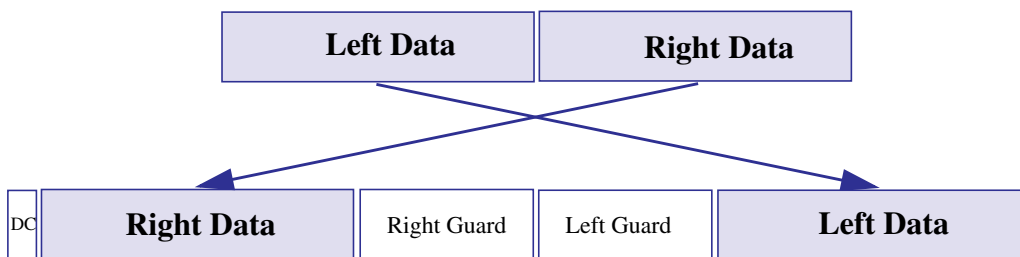 Left Data
Right Data
DC
Right Data
Right Guard
Left Guard
Left Data